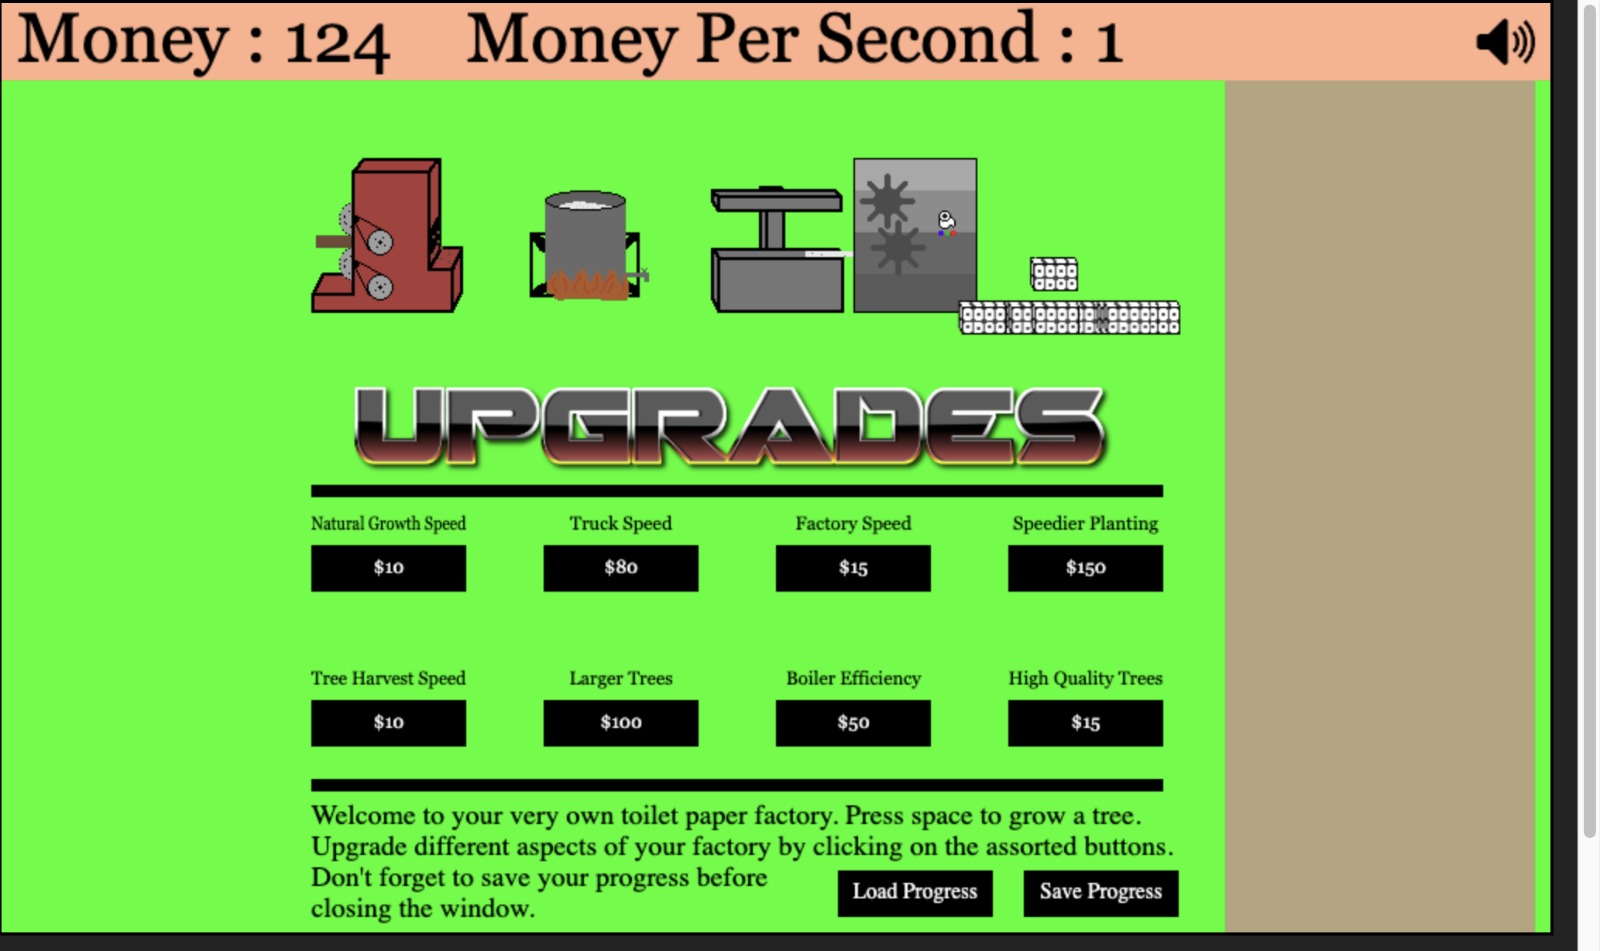 Money : 124 Money Per Second : 1
UPGRADES
Natural Growth Speed Truck Speed Factory Speed Speedier Planting
$10 $80 $15 $150
Tree Harvest Speed Larger Trees Boiler Efficiency High Quality Trees
$10 $100 $50 $15
Welcome to your very own toilet paper factory. Press space to grow a tree.
Upgrade different aspects of your factory by clicking on the assorted buttons.
Don't forget to save your progress before
closing the window.
Load Progress Save Progress